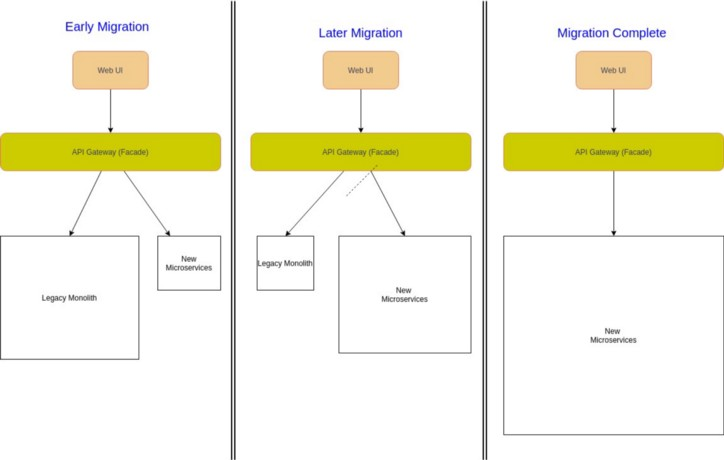 Early Migration
Web UI
API Gateway (Facade)
Legacy Monolith
New
Microservices
Later Migration
Web UI
API Gateway (Facade)
Legacy Monolith
New
Microservices
Migration Complete
Web UI
API Gateway (Facade)
New
Microservices